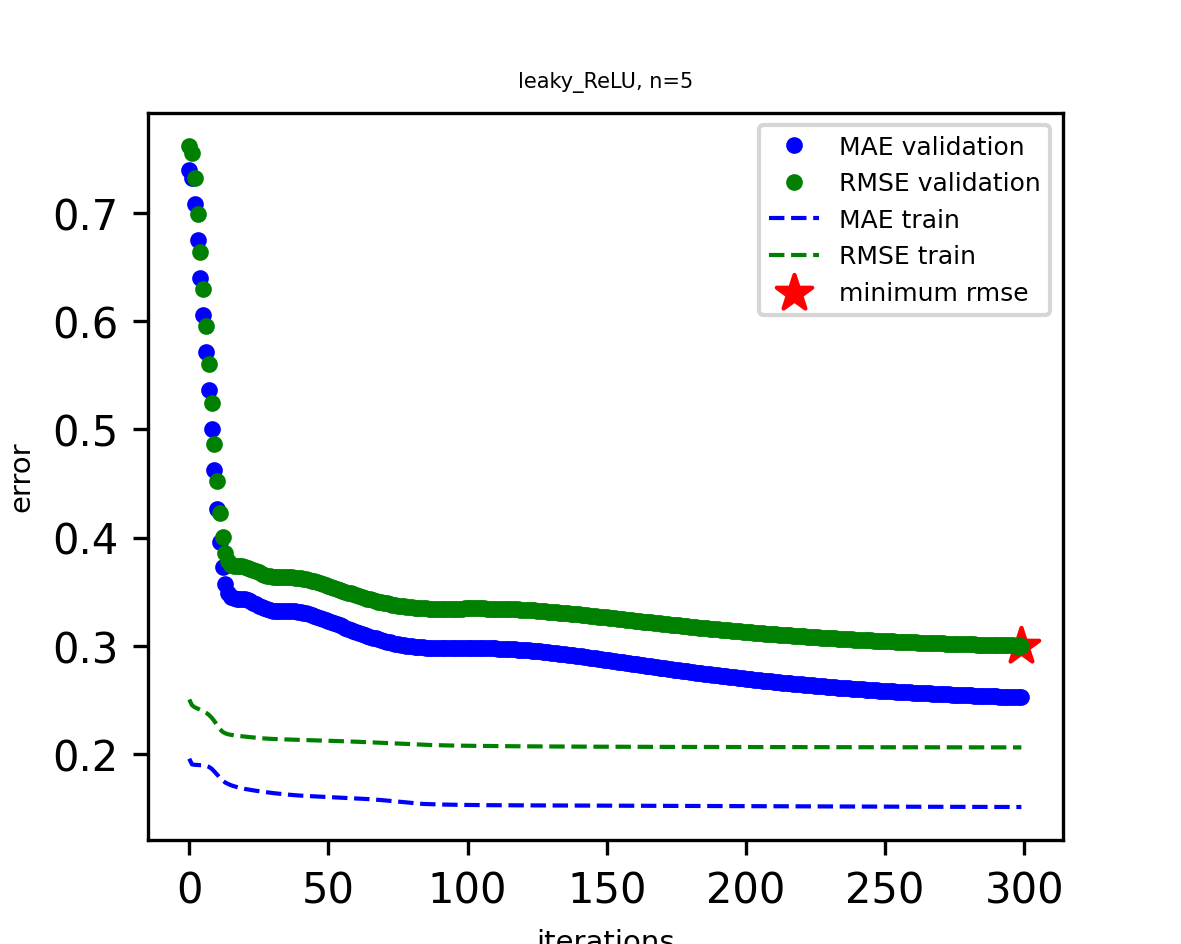 leaky_ReLU, n=5
MAE validation
RMSE validation
MAE train
RMSE train
minimum rmse
error
0.7
0.6
0.5
0.4
0.3
0.2
0 50 100 150 200 250 300
iterations